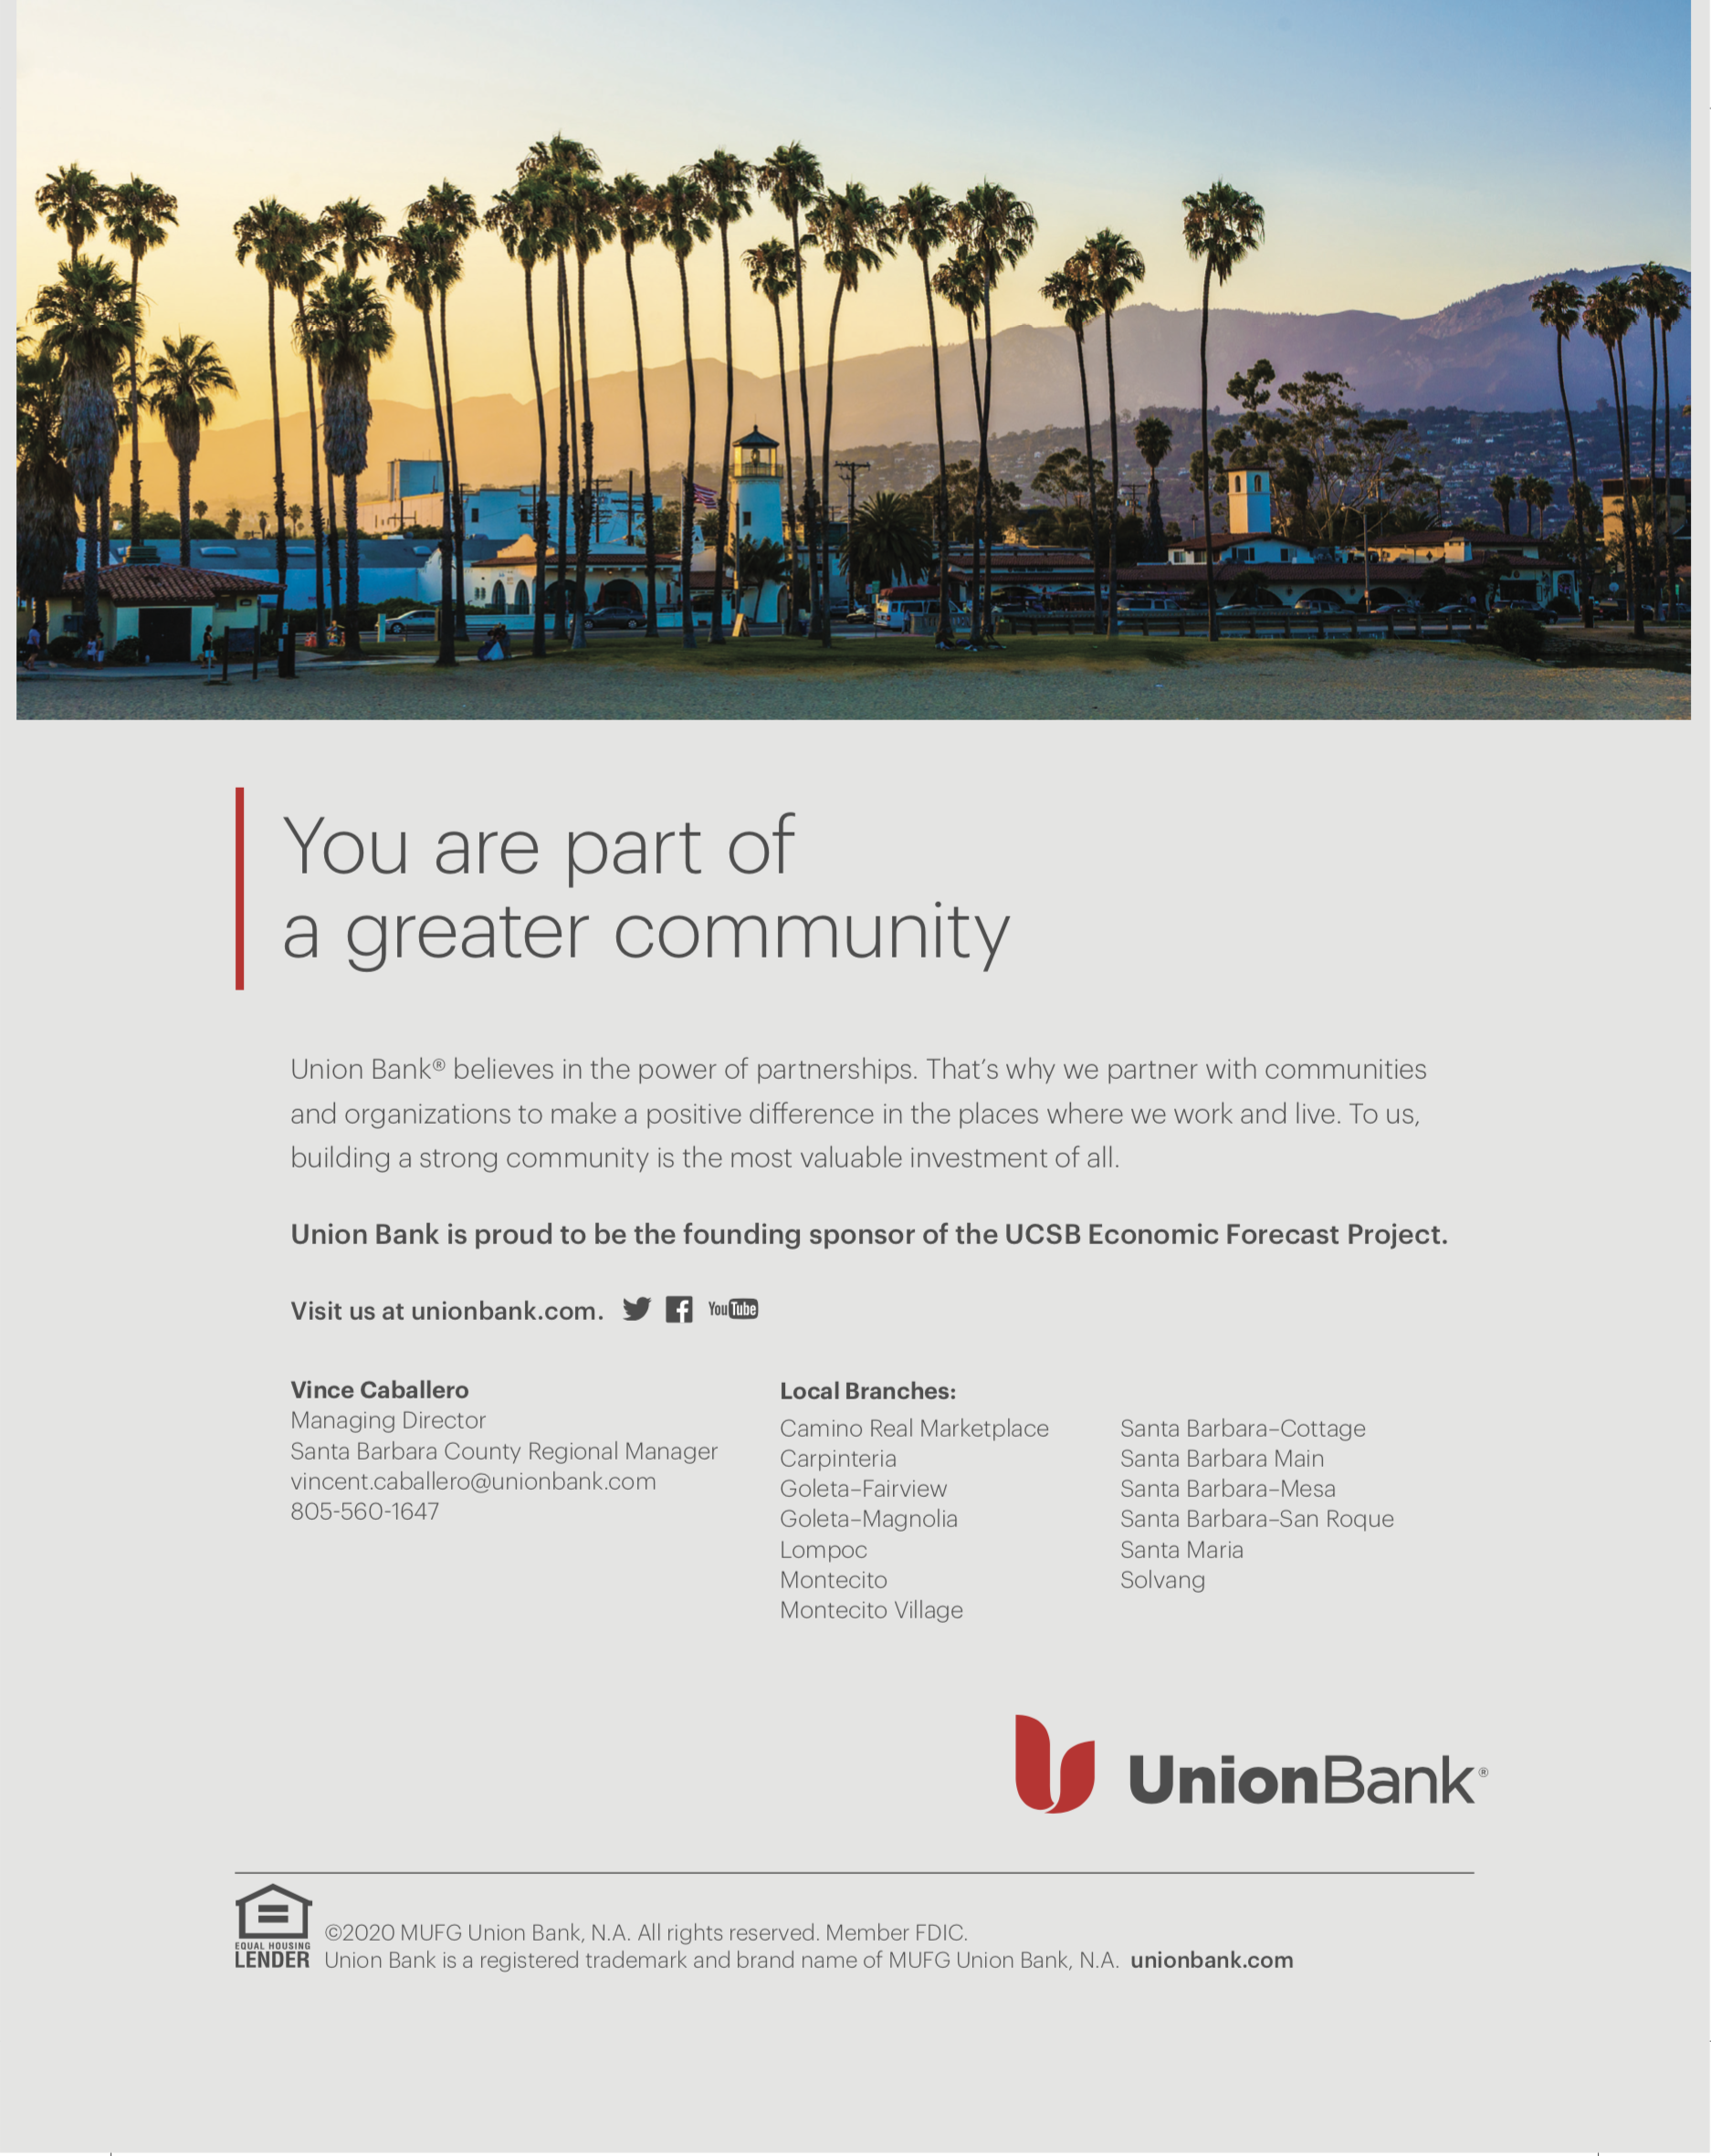 You are part of
a greater community
Union Bank® believes in the power of partnerships. That’s why we partner with communities
and organizations to make a positive difference in the places where we work and live. To us,
building a strong community is the most valuable investment of all.
Union Bank is proud to be the founding sponsor of the UCSB Economic Forecast Project.
Visit us at unionbank.com. YouTube
Vince Caballero
Managing Director
Santa Barbara County Regional Manager
vincent.caballero@unionbank.com
805-560-1647
Local Branches:
Camino Real Marketplace
Carpinteria
Goleta–Fairview
Goleta–Magnolia
Lompoc
Montecito
Montecito Village
Santa Barbara–Cottage
Santa Barbara Main
Santa Barbara–Mesa
Santa Barbara–San Roque
Santa Maria
Solvang
UnionBank®
EQUAL HOUSING
LENDER
©2020 MUFG Union Bank, N.A. All rights reserved. Member FDIC.
Union Bank is a registered trademark and brand name of MUFG Union Bank, N.A. unionbank.com